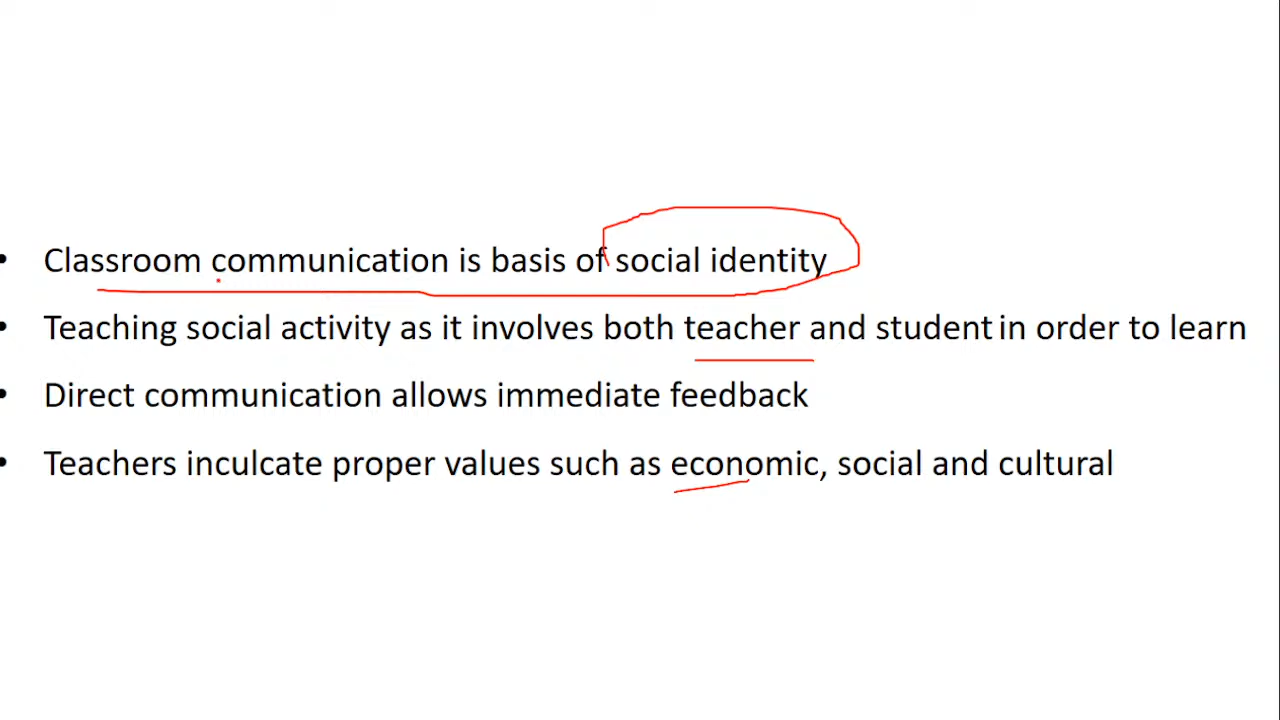 • Classroom communication is basis of social identity
• Teaching social activity as it involves both teacher and student in order to learn
• Direct communication allows immediate feedback
• Teachers inculcate proper values such as economic, social and cultural